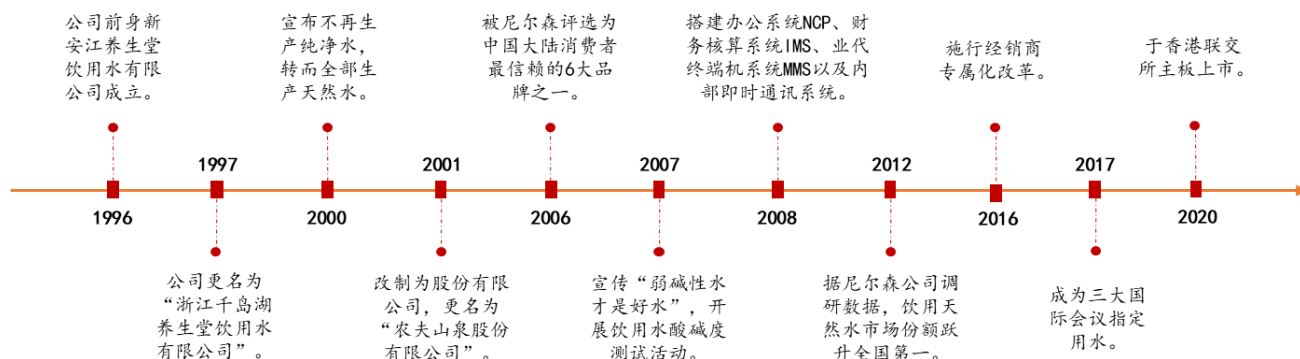 公司前身新
安江养生堂
饮用水有限
公司成立。
宣布不再生
产纯净水，
转而全部生
产天然水。
被尼尔森评选为
中国大陆消费者
最信赖的6大品
牌之一。
搭建办公系统NCP、财
务核算系统IMS、业代
终端机系统MMS以及内
部即时通讯系统。
施行经销商
专属化改革。
于香港联交
所主板上市。
1997
2001
2007
2012
2017
1996
2000
2006
2008
2016
2020
公司更名为
“浙江千岛湖
养生堂饮用水
有限公司”。
改制为股份有限
公司，更名为
“农夫山泉股份
有限公司”。
宣传“弱碱性水
才是好水”，开
展饮用水酸碱度
测试活动。
据尼尔森公司调
研数据，饮用天
然水市场份额跃
升全国第一。
成为三大国
际会议指定
用水。